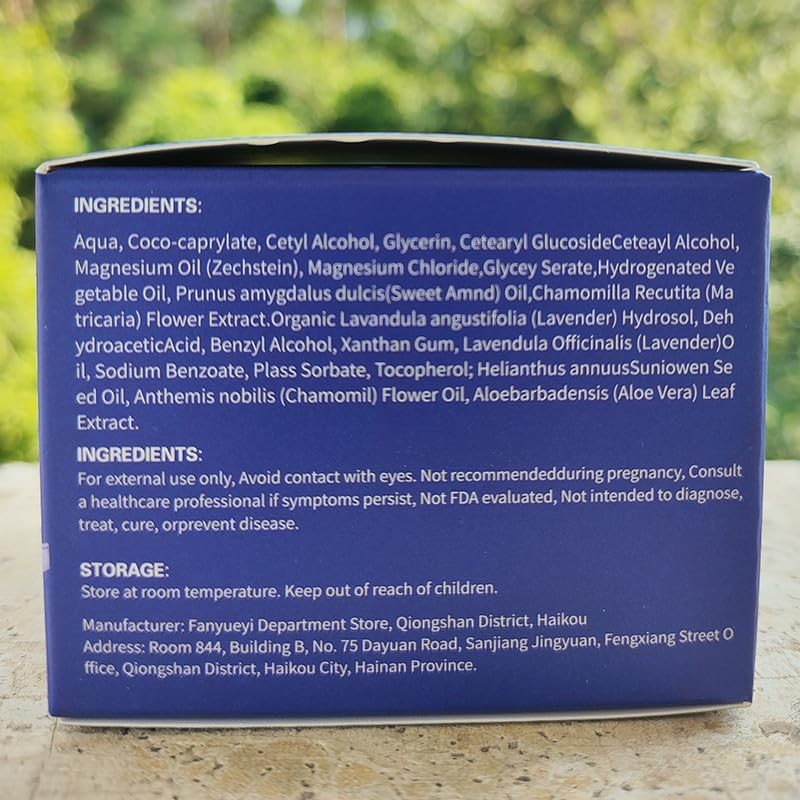 INGREDIENTS:
Aqua, Coco-caprylate, Cetyl Alcohol, Glycerin, Cetearyl GlucosideCeteayl Alcohol,
Magnesium Oil (Zechstein), Magnesium Chloride,Glycey Serate,Hydrogenated Ve
getable Oil, Prunus amygdalus dulcis(Sweet Amnd) Oil,Chamomilla Recutita (Ma
tricaria) Flower Extract.Organic Lavandula angustifolia (Lavender) Hydrosol, Deh
ydroaceticAcid, Benzyl Alcohol, Xanthan Gum, Lavendula Officinalis (Lavender)O
il, Sodium Benzoate, Plass Sorbate, Tocopherol; Helianthus annuusSuniowen Se
ed Oil, Anthemis nobilis (Chamomil) Flower Oil, Aloebarbadensis (Aloe Vera) Leaf
Extract.
INGREDIENTS:
For external use only, Avoid contact with eyes. Not recommendedduring pregnancy, Consult
a healthcare professional if symptoms persist, Not FDA evaluated, Not intended to diagnose,
treat, cure, orprevent disease.
STORAGE:
Store at room temperature. Keep out of reach of children.
Manufacturer: Fanyueyi Department Store, Qiongshan District, Haikou
Address: Room 844, Building B, No. 75 Dayuan Road, Sanjiang Jingyuan, Fengxiang Street O
ffice, Qiongshan District, Haikou City, Hainan Province.